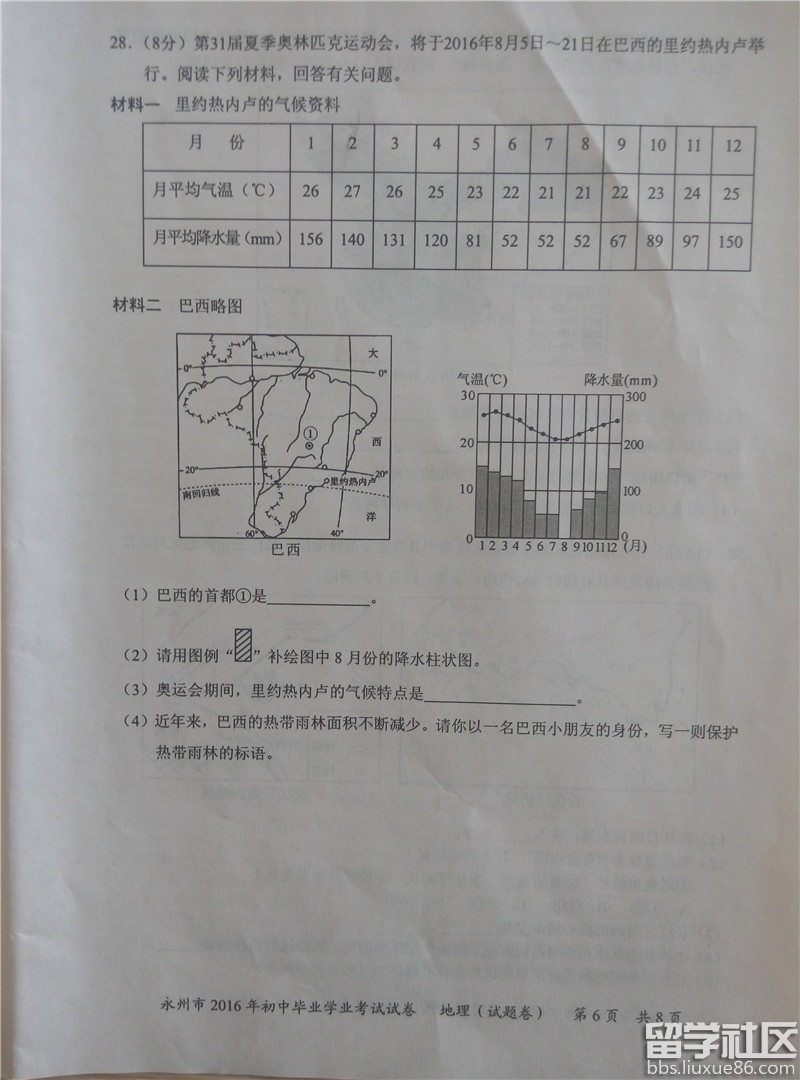 28.（8分）第31届夏季奥林匹克运动会，将于2016年8月5日～21日在巴西的里约热内卢举
行。阅读下列材料，回答有关问题。
材料一 里约热内卢的气候资料
月 份 1 2 3 4 5 6 7 8 9 10 11 12
月平均气温（℃） 26 27 26 25 23 22 21 21 22 23 24 25
月平均降水量（mm） 156 140 131 120 81 52 52 52 67 89 97 150
材料二 巴西略图
大
0° 0°
①
西
20° 20°
里约热内卢
南回归线
洋
60° 40°
巴西
气温(℃) 降水量(mm)
30 300
20 200
10 100
0 0
1 2 3 4 5 6 7 8 9 10 11 12 (月)
（1）巴西的首都①是____________。
（2）请用图例“ ”补绘图中8月份的降水柱状图。
（3）奥运会期间，里约热内卢的气候特点是__________________。
（4）近年来，巴西的热带雨林面积不断减少。请你以一名巴西小朋友的身份，写一则保护
热带雨林的标语。
永州市2016年初中毕业学业考试试卷 地理（试题卷） 第6页 共8页
留学社区
bbs.liuxue86.com